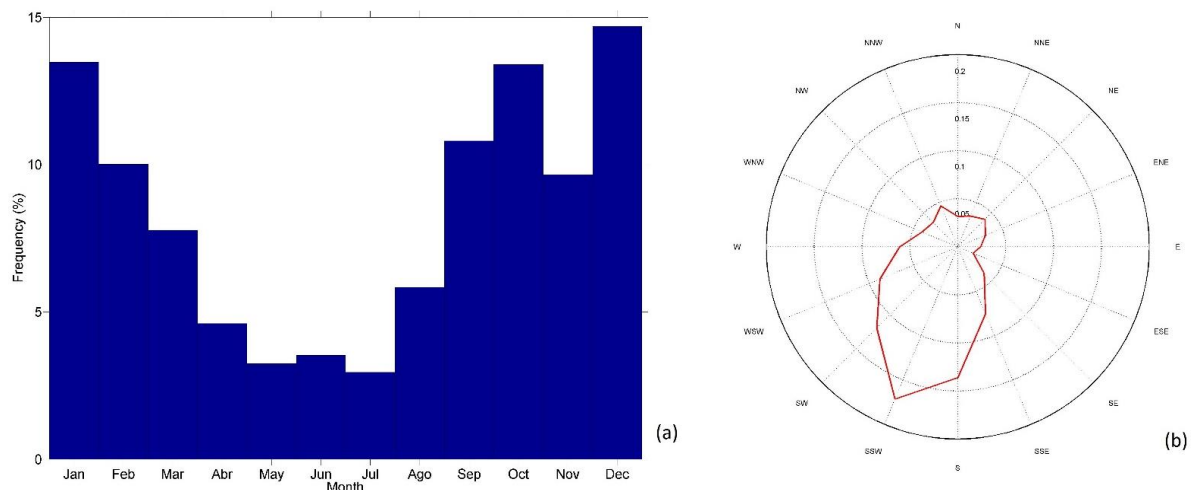 15
10
5
0
Frequency (%)
Jan Feb Mar Abr May Jun Jul Ago Sep Oct Nov Dec
Month
(a)
N
NNE
NE
ENE
E
ESE
SE
SSE
S
SSW
SW
WSW
W
WNW
NW
NNW
0.2
0.15
0.1
0.05
(b)